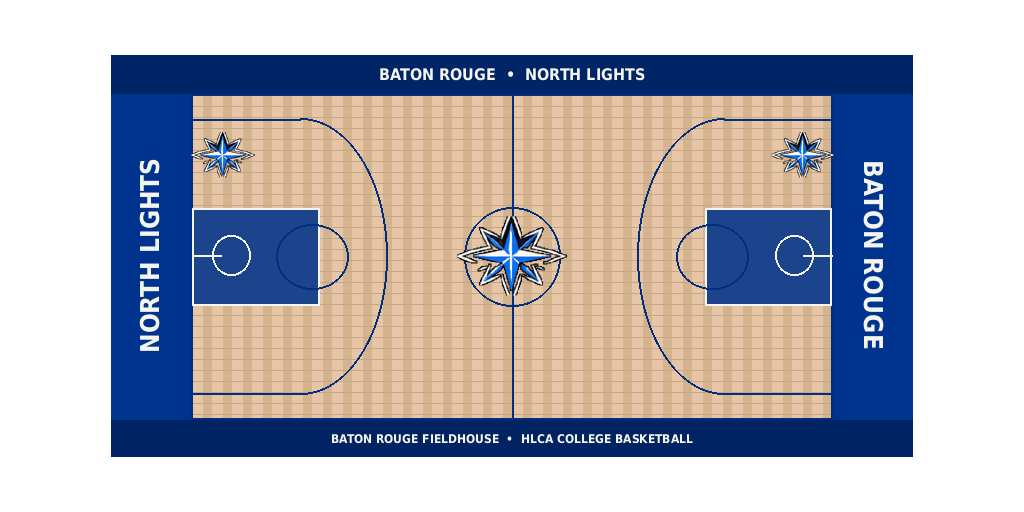 BATON ROUGE • NORTH LIGHTS
NORTH LIGHTS
BATON ROUGE
BATON ROUGE FIELDHOUSE • HLCA COLLEGE BASKETBALL